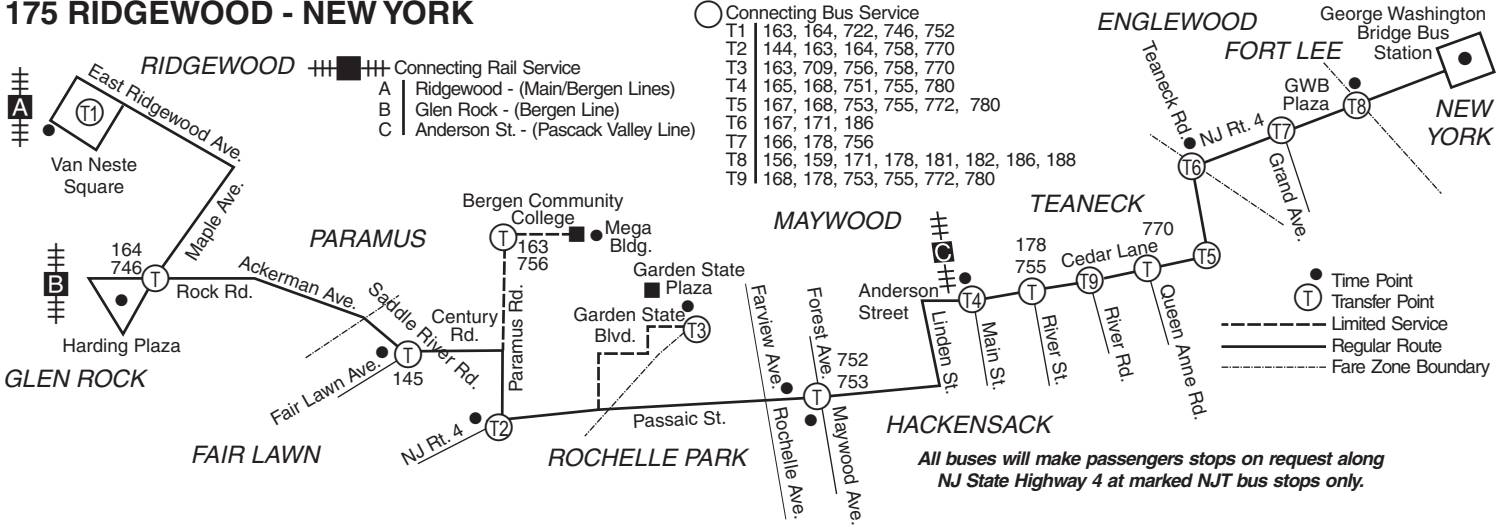 175 RIDGEWOOD - NEW YORK
RIDGEWOOD
Connecting Rail Service
A Ridgewood - (Main/Bergen Lines)
B Glen Rock - (Bergen Line)
C Anderson St. - (Pascack Valley Line)
Connecting Bus Service
T1 163, 164, 722, 746, 752
T2 144, 163, 164, 758, 770
T3 163, 709, 756, 758, 770
T4 165, 168, 751, 755, 780
T5 167, 168, 753, 755, 772, 780
T6 167, 171, 186
T7 166, 178, 756
T8 156, 159, 171, 178, 181, 182, 186, 188
T9 168, 178, 753, 755, 772, 780
A
T1
East Ridgewood Ave.
Van Neste
Square
Maple Ave.
164
746
T
B
Harding Plaza
GLEN ROCK
Rock Rd.
Ackerman Ave.
PARAMUS
Saddle River Rd.
Fair Lawn Ave.
T
145
Century
Rd.
FAIR LAWN
Bergen Community
College
T
163
756
Mega
Bldg.
Paramus Rd.
NJ Rt. 4
T2
Garden State
Plaza
Garden State
Blvd.
T3
Passaic St.
ROCHELLE PARK
Farview Ave.
Rochelle Ave.
Forest Ave.
752
753
T
Maywood Ave.
MAYWOOD
HACKENSACK
C
Anderson
Street
Linden St.
T4
Main St.
178
755
T
River St.
TEANECK
Cedar Lane
T9
River Rd.
770
T
Queen Anne Rd.
T5
ENGLEWOOD
Teaneck Rd.
T6
NJ Rt. 4
T7
Grand Ave.
FORT LEE
GWB
Plaza
T8
George Washington
Bridge Bus
Station
NEW
YORK
Time Point
T Transfer Point
Limited Service
Regular Route
Fare Zone Boundary
All buses will make passengers stops on request along
NJ State Highway 4 at marked NJT bus stops only.